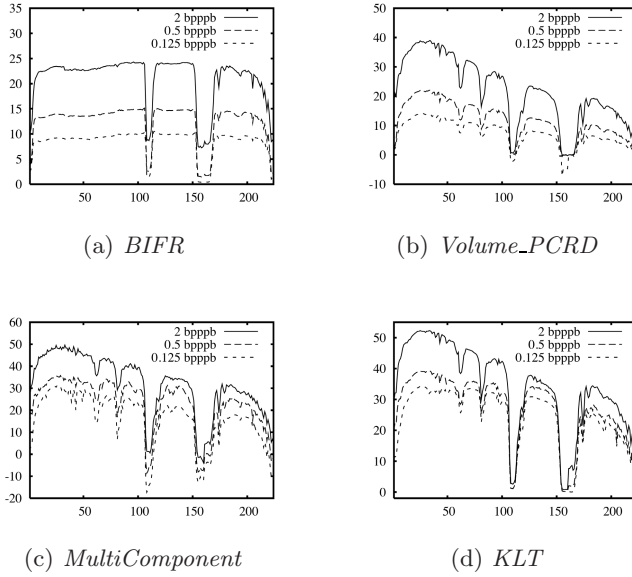 35
30
25
20
15
10
5
0
2 bpppb
0.5 bpppb
0.125 bpppb
50 100 150 200
(a) BIFR
50
40
30
20
10
0
-10
2 bpppb
0.5 bpppb
0.125 bpppb
50 100 150 200
(b) Volume_PCRD
60
50
40
30
20
10
0
-10
-20
2 bpppb
0.5 bpppb
0.125 bpppb
50 100 150 200
(c) MultiComponent
50
40
30
20
10
0
2 bpppb
0.5 bpppb
0.125 bpppb
50 100 150 200
(d) KLT